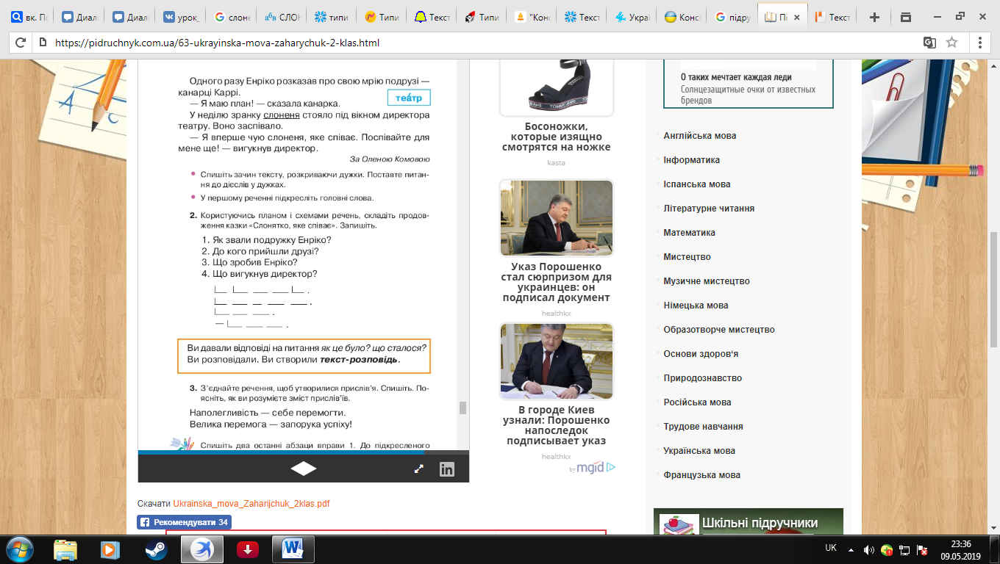 вк. По
Диал
Диал
урок_
слоне
СЛОН
типи
Типи
Текст
Типи
"Конс
Текст
Украї
Конст
підру
Пі
Текст
https://pidruchnyk.com.ua/63-ukrayinska-mova-zaharychuk-2-klas.html
Одного разу Енріко розказав про свою мрію подрузі —
канарці Каррі.
— Я маю план! — сказала канарка.
теа́тр
У неділю зранку слоненя стояло під вікном директора
театру. Воно заспівало.
— Я вперше чую слоненя, яке співає. Поспівайте для
мене ще! — вигукнув директор.
За Оленою Комовою
• Спишіть зачин тексту, розкриваючи дужки. Поставте питан-
ня до дієслів у дужках.
• У першому реченні підкресліть головні слова.
2. Користуючись планом і схемами речень, складіть продов-
ження казки «Слонятко, яке співає». Запишіть.
1. Як звали подружку Енріко?
2. До кого прийшли друзі?
3. Що зробив Енріко?
4. Що вигукнув директор?
Ви давали відповіді на питання як це було? що сталося?
Ви розповідали. Ви створили текст-розповідь.
3. З'єднайте речення, щоб утворилися прислів'я. Спишіть. По-
ясніть, як ви розумієте зміст прислів'їв.
Наполегливість — себе перемогти.
Велика перемога — запорука успіху!
Спишіть два останні абзаци вправи 1. До підкресленого
Скачати Ukrainska_mova_Zaharijchuk_2klas.pdf
Рекомендувати 34
Босоножки,
которые изящно
смотрятся на ножке
kasta
Указ Порошенко
стал сюрпризом для
украинцев: он
подписал документ
healthkx
В городе Киев
узнали: Порошенко
напоследок
подписывает указ
healthkx
by mgid
О таких мечтает каждая леди
Солнцезащитные очки от известных
брендов
Англійська мова
Інформатика
Іспанська мова
Літературне читання
Математика
Мистецтво
Музичне мистецтво
Німецька мова
Образотворче мистецтво
Основи здоров'я
Природознавство
Російська мова
Трудове навчання
Українська мова
Французька мова
Шкільні підручники
UK
23:36
09.05.2019